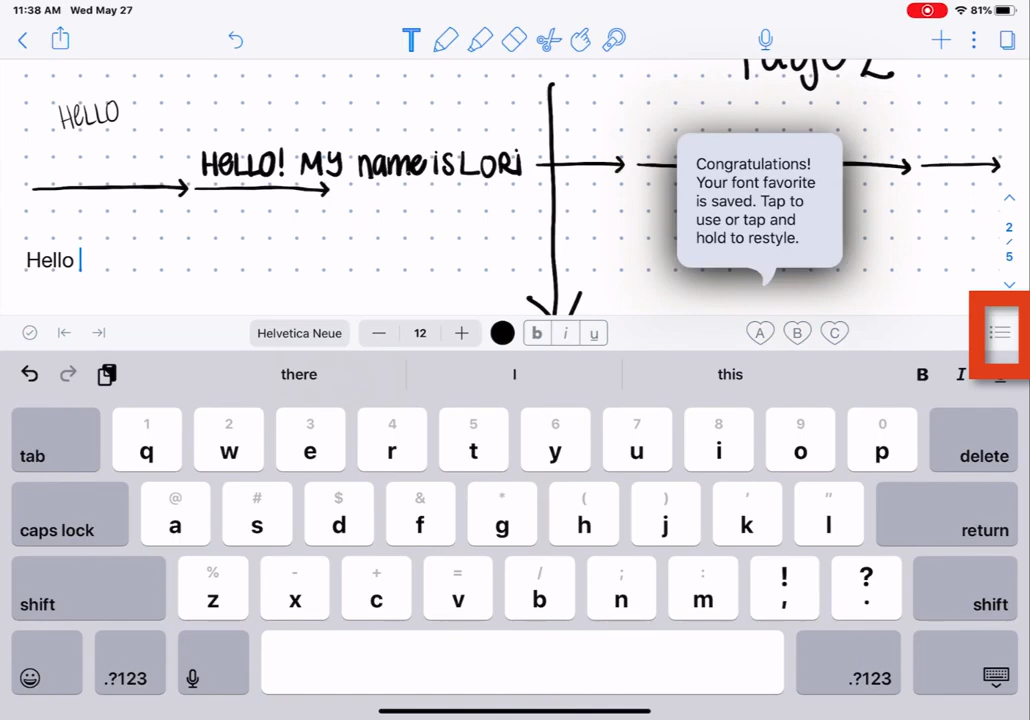 11:38 AM Wed May 27
81%
T
Page 2
HELLO
HELLO! MY name is LORi
Congratulations!
Your font favorite
is saved. Tap to
use or tap and
hold to restyle.
2
/
5
Hello
Helvetica Neue − 12 + b i u A B C
there I this B I U
1 2 3 4 5 6 7 8 9 0
tab q w e r t y u i o p delete
@ # $ & * ( ) ' "
caps lock a s d f g h j k l return
% - + = / ; : ! ?
shift z x c v b n m , . shift
.?123 .?123